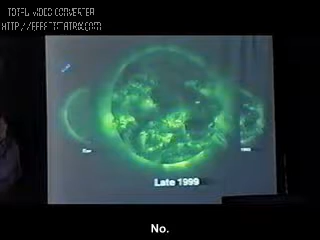 TOTAL VIDEO CONVERTER
HTTP://EFFECTMATRIX.COM
Late 1999
No.